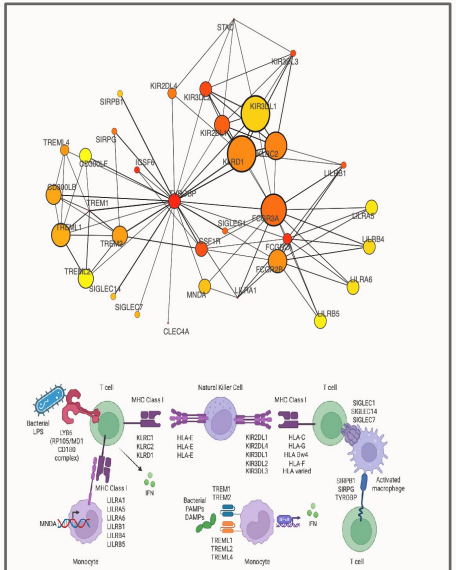 STAC
KIR3DL3
KIR2DL4
KIR3DL2
SIRPB1
KIR3DL1
SIRPG
KIR2DL1
TREML4
KLRC2
CD300LF
IGSF6
KLRD1
LILRB1
CD300LB
TYROBP
TREM1
LILRA5
SIGLEC1
FCGR3A
TREML1
TREM2
CSF1R
FCGR2A
LILRB4
FCGR2B
TREML2
LILRA6
SIGLEC14
MNDA
LILRA1
SIGLEC7
LILRB5
CLEC4A
T cell
Natural Killer Cell
T cell
MHC Class I
MHC Class I
SIGLEC1
SIGLEC14
SIGLEC7
Bacterial
LPS
LY86
(RP105/MD1
CD180
complex)
KLRC1
KLRC2
KLRD1
HLA-E
HLA-E
HLA-E
KIR2DL1
KIR2DL4
KIR3DL1
KIR3DL2
KIR3DL3
HLA-C
HLA-G
HLA Bw4
HLA-F
HLA varied
MHC Class I
IFN
SIRPB1
SIRPG
TYROBP
Activated
macrophage
LILRA1
LILRA5
LILRA6
LILRB1
LILRB4
LILRB5
MNDA
Monocyte
TREM1
TREM2
Bacterial
PAMPs
DAMPs
TREML1
TREML2
TREML4
IFN
Monocyte
T cell